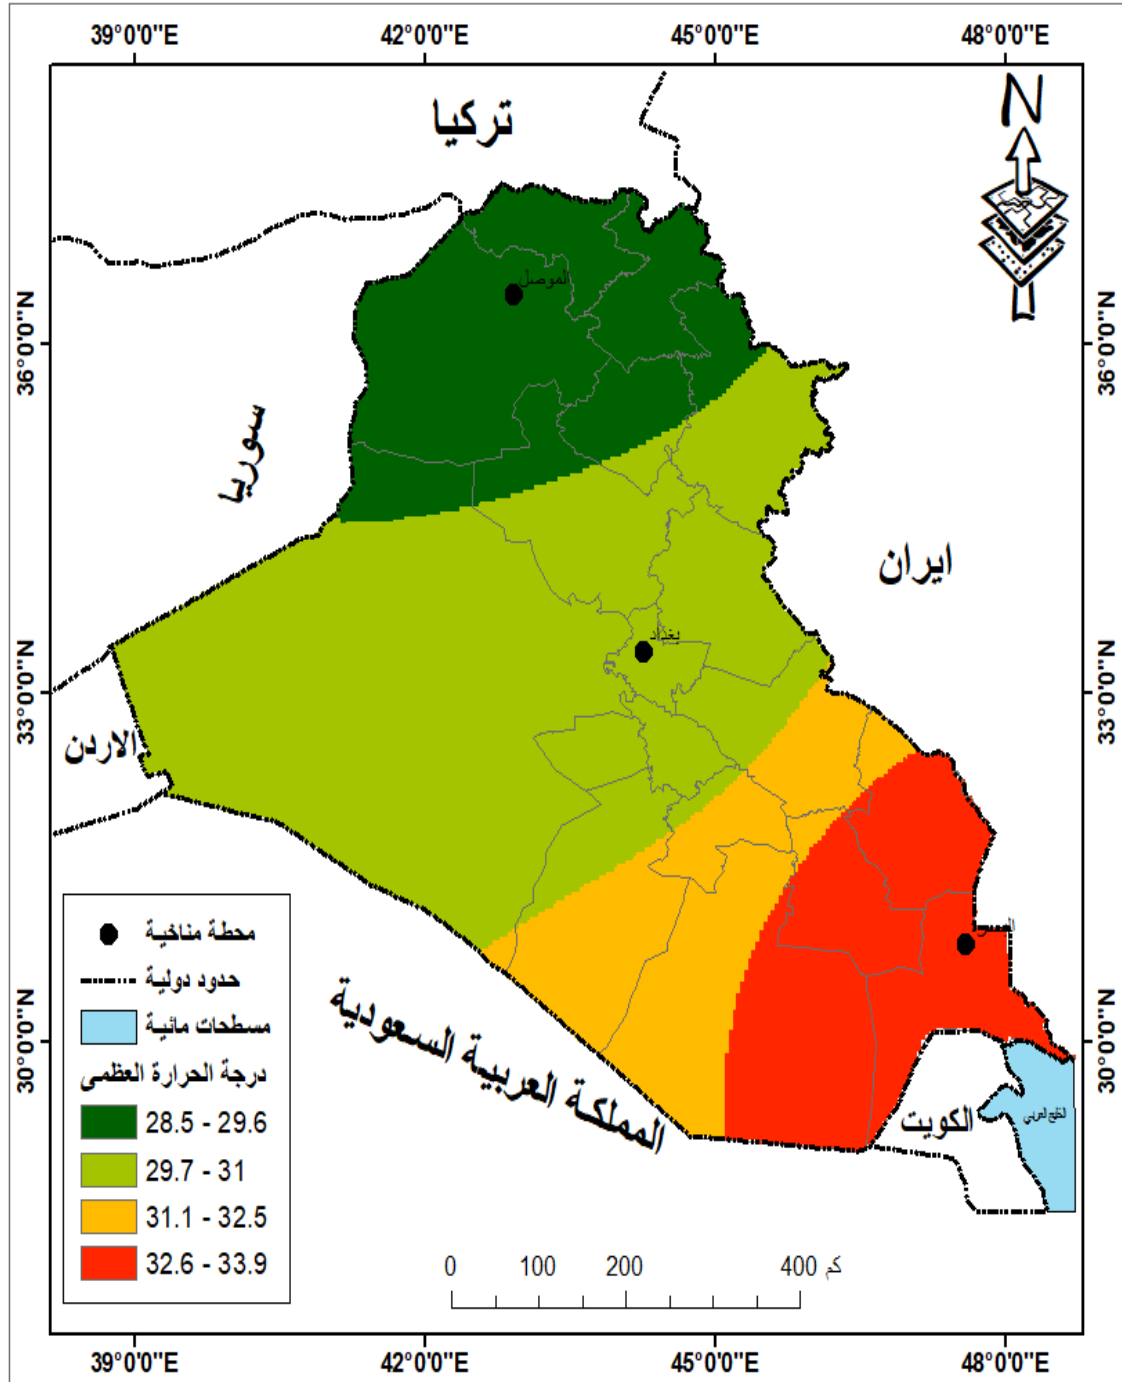 39°0'0"E 42°0'0"E 45°0'0"E 48°0'0"E
N
تركيا
الموصل
36°0'0"N 36°0'0"N
سوريا
ايران
بغداد
33°0'0"N 33°0'0"N
الاردن
30°0'0"N 30°0'0"N
المملكة العربية السعودية
الكويت
الخليج العربي
محطة مناخية
حدود دولية
مسطحات مائية
درجة الحرارة العظمى
28.5 - 29.6
29.7 - 31
31.1 - 32.5
32.6 - 33.9
0 100 200 400 كم
39°0'0"E 42°0'0"E 45°0'0"E 48°0'0"E